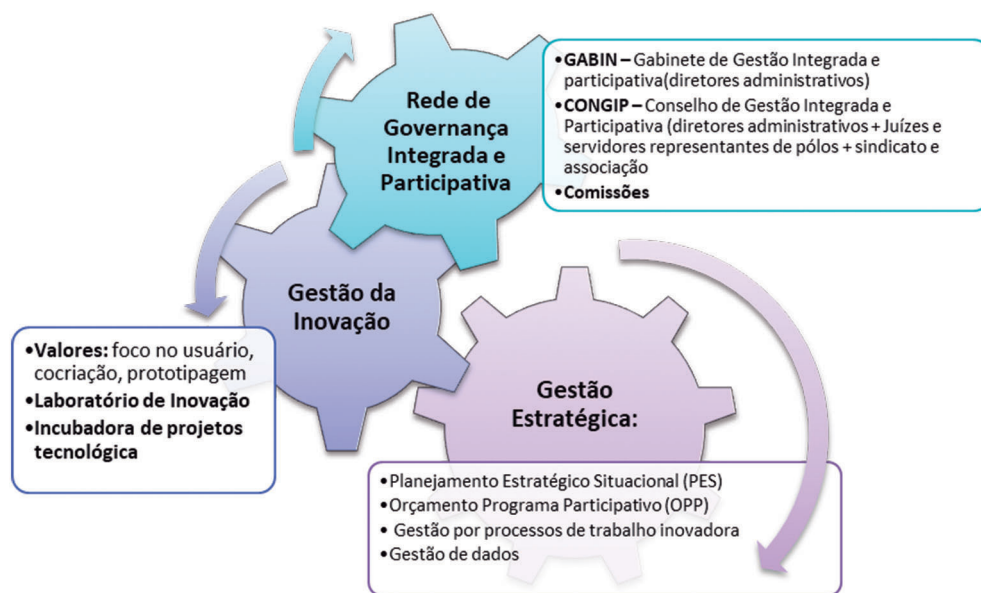 Rede de
Governança
Integrada e
Participativa
•GABIN – Gabinete de Gestão Integrada e
participativa(diretores administrativos)
•CONGIP – Conselho de Gestão Integrada e
Participativa (diretores administrativos + Juízes e
servidores representantes de pólos + sindicato e
associação
•Comissões
Gestão da
Inovação
•Valores: foco no usuário,
cocriação, prototipagem
•Laboratório de Inovação
•Incubadora de projetos
tecnológica
Gestão
Estratégica:
•Planejamento Estratégico Situacional (PES)
•Orçamento Programa Participativo (OPP)
• Gestão por processos de trabalho inovadora
•Gestão de dados